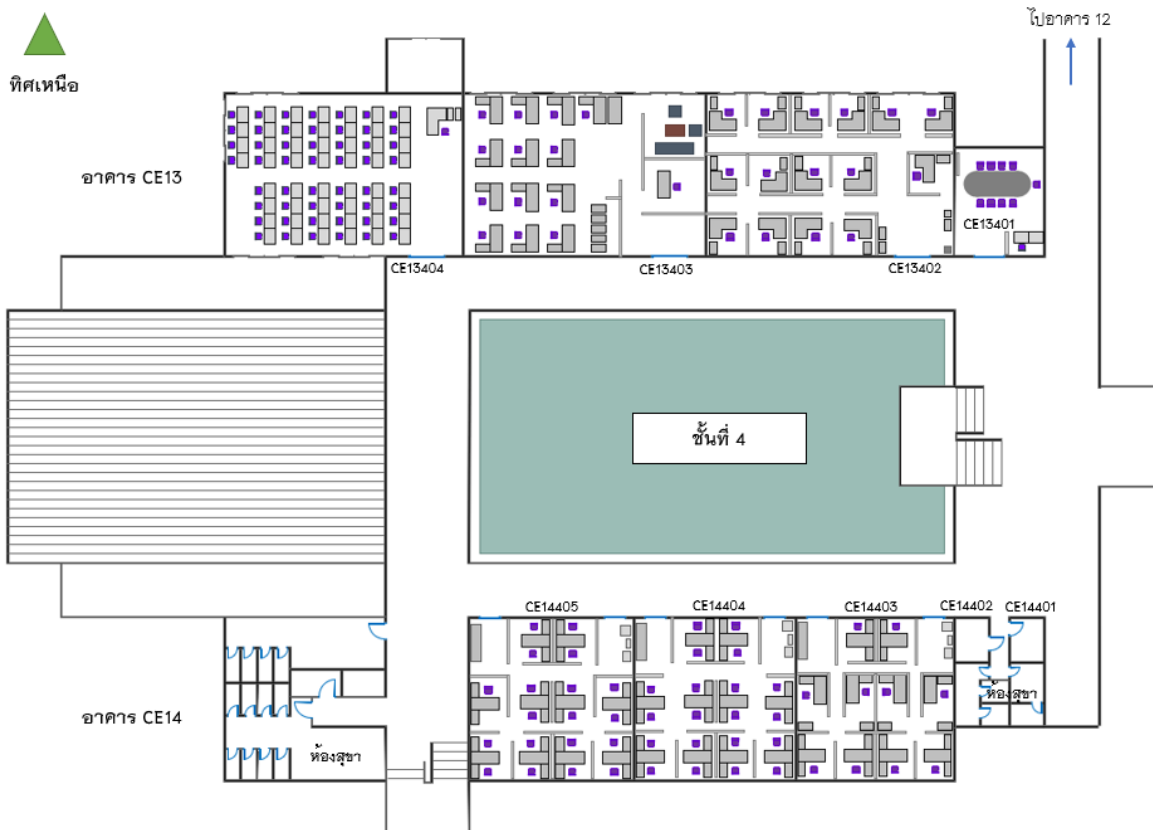 ไปอาคาร 12
ทิศเหนือ
อาคาร CE13
CE13401
CE13404
CE13403
CE13402
ชั้นที่ 4
CE14405
CE14404
CE14403
CE14402
CE14401
ห้องสุขา
อาคาร CE14
ห้องสุขา